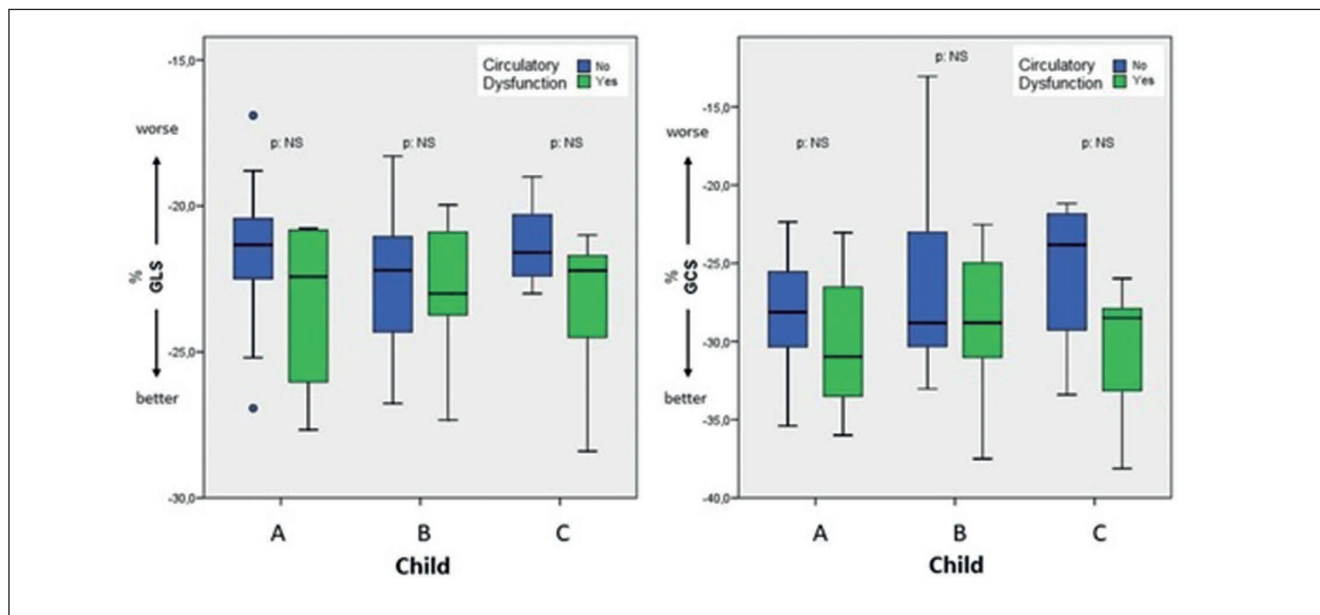 -15,0
-20,0
-25,0
-30,0
worse
better
% GLS
Circulatory Dysfunction
No
Yes
p: NS
p: NS
p: NS
A
B
C
Child
-15,0
-20,0
-25,0
-30,0
-35,0
-40,0
worse
better
% GCS
Circulatory Dysfunction
No
Yes
p: NS
p: NS
p: NS
A
B
C
Child